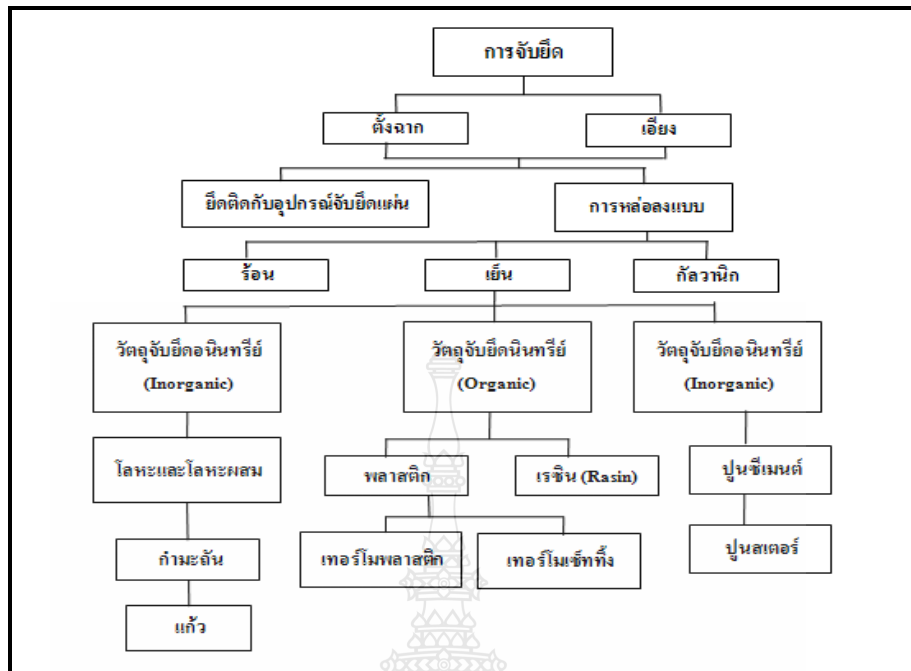 การจับยึด
ตั้งฉาก
เอียง
ยึดติดกับอุปกรณ์จับยึดแผ่น
การหล่อลงแบบ
ร้อน
เย็น
กัลวานิก
วัตถุจับยึดอนินทรีย์
(Inorganic)
วัตถุจับยึดนินทรีย์
(Organic)
วัตถุจับยึดอนินทรีย์
(Inorganic)
โลหะและโลหะผสม
พลาสติก
เรซิน (Rasin)
ปูนซีเมนต์
กำมะถัน
เทอร์โมพลาสติก
เทอร์โมเซ็ททิ้ง
ปูนสเตอร์
แก้ว